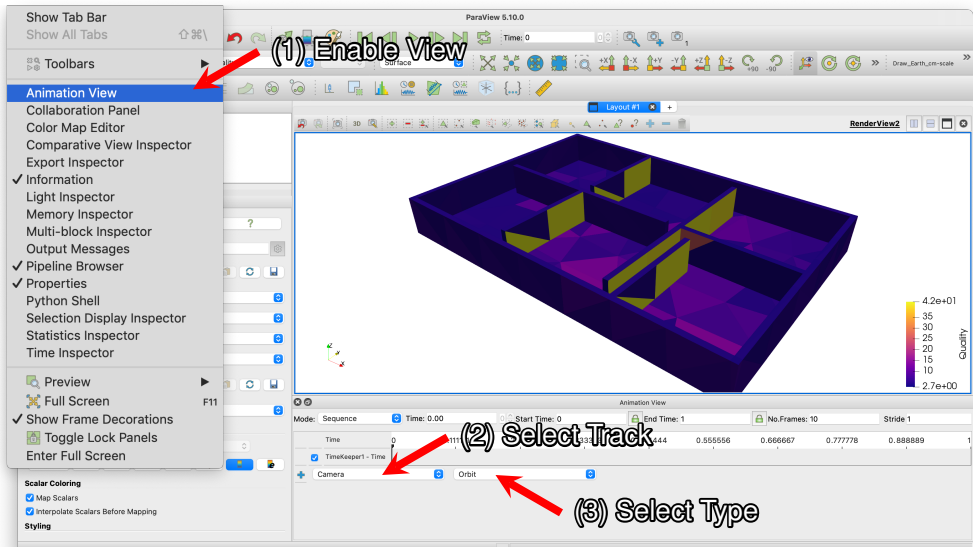 Show Tab Bar
Show All Tabs ⇧⌘\
Toolbars
Animation View
Collaboration Panel
Color Map Editor
Comparative View Inspector
Export Inspector
✓ Information
Light Inspector
Memory Inspector
Multi-block Inspector
Output Messages
✓ Pipeline Browser
✓ Properties
Python Shell
Selection Display Inspector
Statistics Inspector
Time Inspector
Preview
Full Screen F11
✓ Show Frame Decorations
Toggle Lock Panels
Enter Full Screen
Scalar Coloring
Map Scalars
Interpolate Scalars Before Mapping
Styling
ParaView 5.10.0
Time: 0
(1) Enable View
Surface
+X -X +Y -Y +Z -Z +90 -90
» Draw_Earth_cm-scale »
Layout #1 +
3D
RenderView2
4.2e+01
35
30
25
20
15
10
2.7e+00
Quality
Animation View
Mode: Sequence Time: 0.00 Start Time: 0 End Time: 1 No.Frames: 10 Stride 1
Time 0 444 0.555556 0.666667 0.777778 0.888889 1
TimeKeeper1 - Time
(2) Select Track
Camera Orbit
(3) Select Type